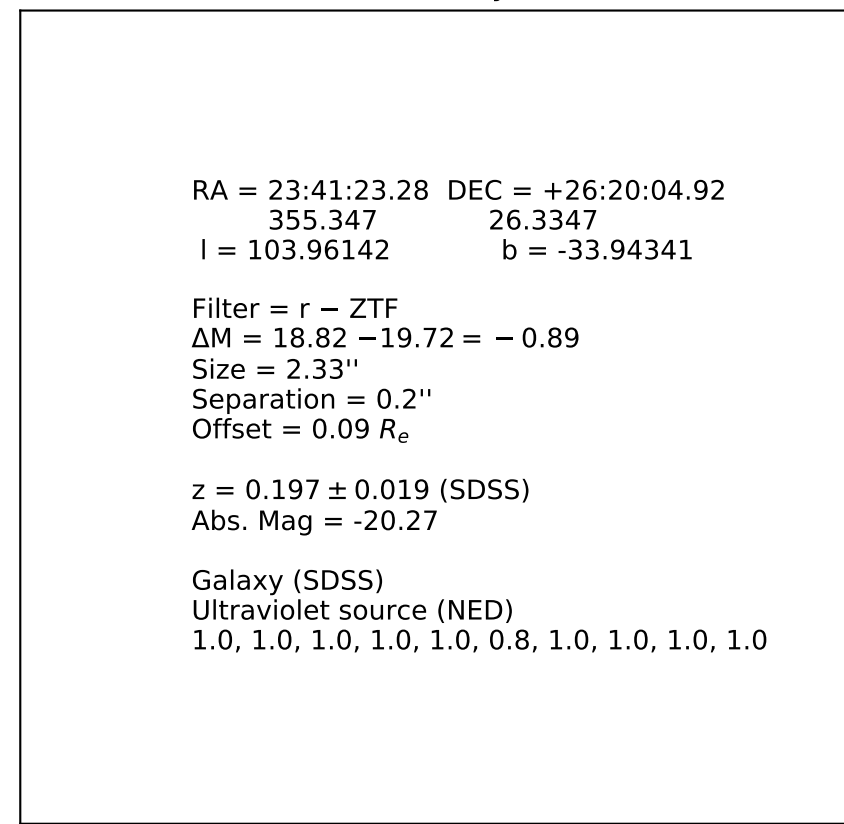 RA = 23:41:23.28 DEC = +26:20:04.92
355.347 26.3347
l = 103.96142 b = -33.94341
Filter = r − ZTF
ΔM = 18.82 −19.72 = − 0.89
Size = 2.33''
Separation = 0.2''
Offset = 0.09 Re
z = 0.197 ± 0.019 (SDSS)
Abs. Mag = -20.27
Galaxy (SDSS)
Ultraviolet source (NED)
1.0, 1.0, 1.0, 1.0, 1.0, 0.8, 1.0, 1.0, 1.0, 1.0